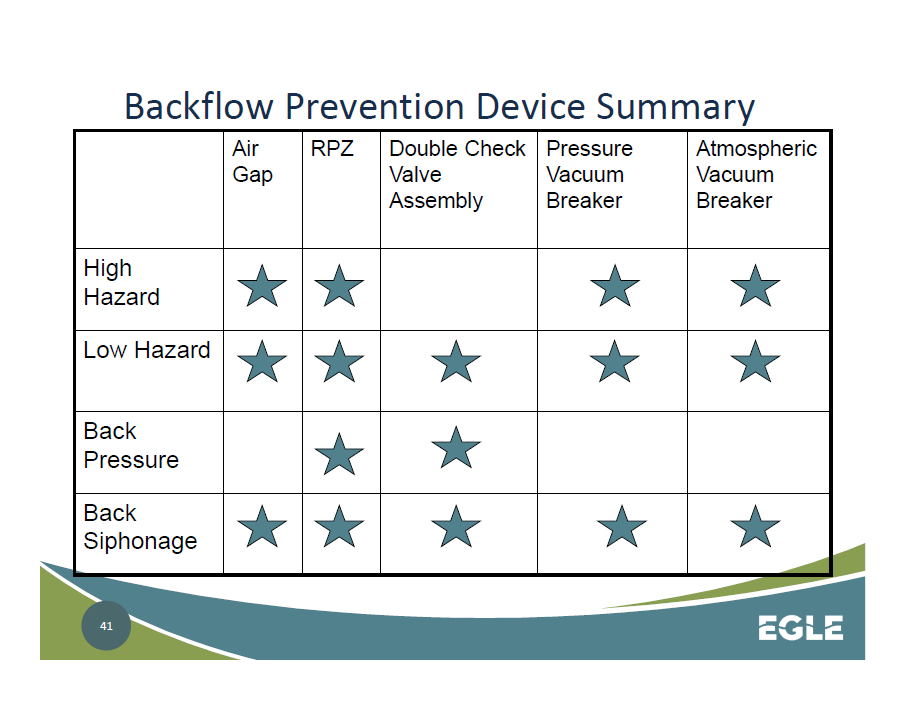 Backflow Prevention Device Summary
Air
Gap
RPZ
Double Check
Valve
Assembly
Pressure
Vacuum
Breaker
Atmospheric
Vacuum
Breaker
High
Hazard
Low Hazard
Back
Pressure
Back
Siphonage
41
EGLE